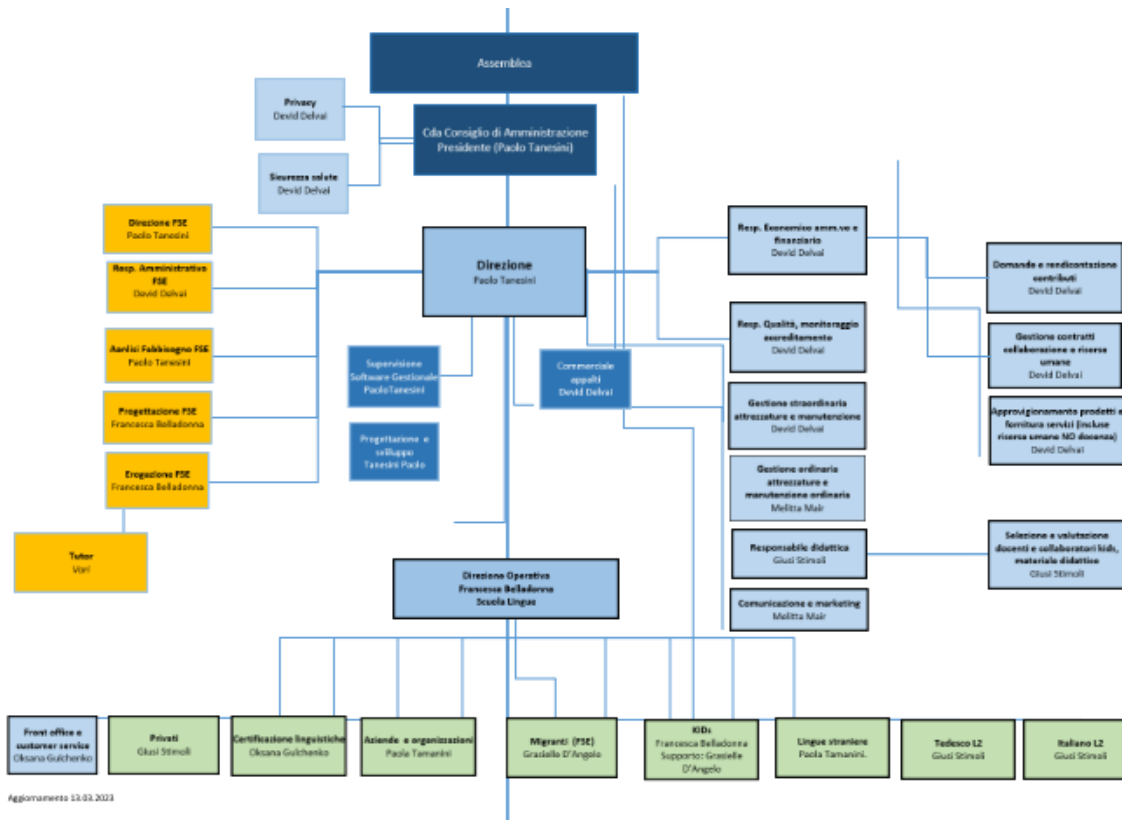 Assemblea
Privacy
Devid Delvai
Cda Consiglio di Amministrazione
Presidente (Paolo Tanesini)
Sicurezza salute
Devid Delvai
Direzione FSE
Paolo Tanesini
Resp. Amministrativo
FSE
Devid Delvai
Aanlisi Fabbisogno FSE
Paolo Tanesini
Progettazione FSE
Francesca Belladonna
Erogazione FSE
Francesca Belladonna
Tutor
Vari
Direzione
Paolo Tanesini
Supervisione
Software Gestionale
PaoloTanesini
Progettazione e
sviluppo
Tanesini Paolo
Commerciale
appalti
Devid Delvai
Resp. Economico amm.vo e
finanziario
Devid Delvai
Resp. Qualità, monitoraggio
accreditamento
Devid Delvai
Gestione straordinaria
attrezzature e manutenzione
Devid Delvai
Gestione ordinaria
attrezzature e
manutenzione ordinaria
Melitta Mair
Responsabile didattica
Giusi Stimoli
Comunicazione e marketing
Melitta Mair
Domande e rendicontazione
contributi
Devid Delvai
Gestione contratti
collaborazione e risorse
umane
Devid Delvai
Approvigionamento prodotti e
fornitura servizi (incluse
risorse umane NO docenza)
Devid Delvai
Selezione e valutazione
docenti e collaboratori kids,
materiale didattico
Giusi Stimoli
Direzione Operativa
Francesca Belladonna
Scuola Lingue
Front office e
customer service
Oksana Gulchenko
Privati
Giusi Stimoli
Certificazione linguistiche
Oksana Gulchenko
Aziende e organizzazioni
Paola Tamanini
Migranti (FSE)
Grasielle D'Angelo
KIDs
Francesca Belladonna
Supporto: Grasielle
D'Angelo
Lingue straniere
Paola Tamanini.
Tedesco L2
Giusi Stimoli
Italiano L2
Giusi Stimoli
Aggiornamento 13.03.2023